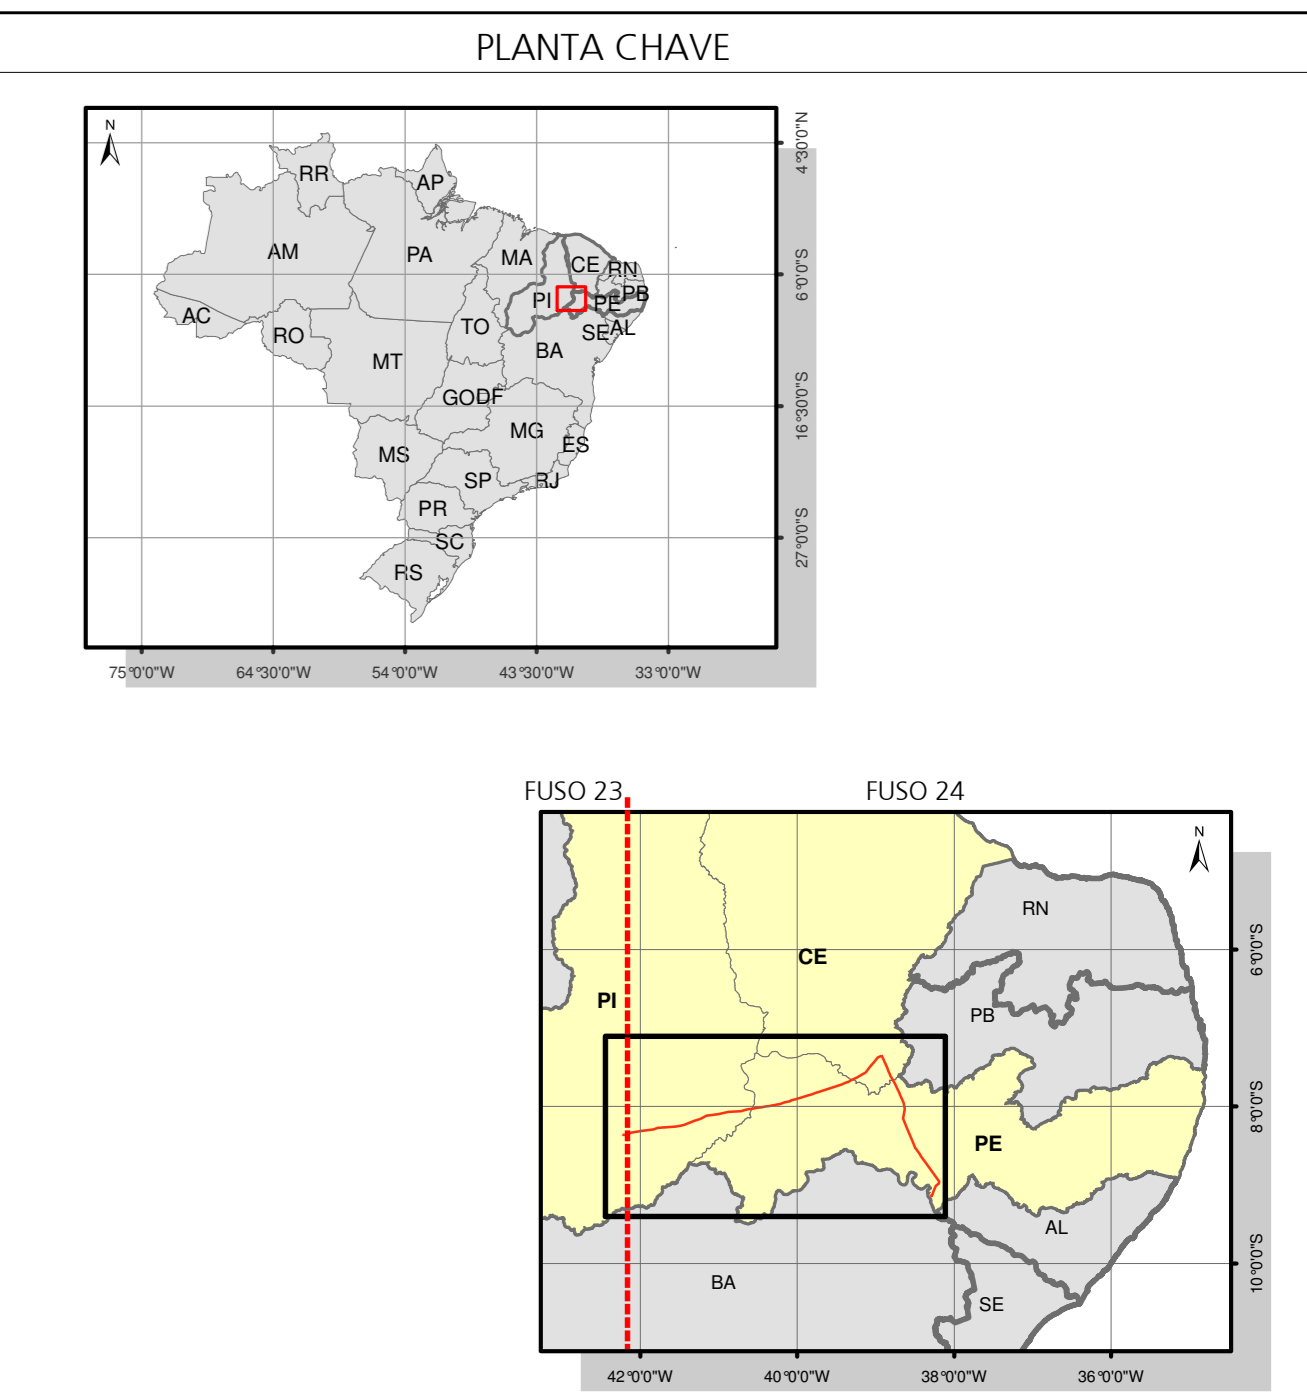 PLANTA CHAVE
N
4°30'0"N
RR
AP
AM
PA
MA
CE
RN
6°0'0"S
PI
PB
PE
AC
RO
TO
SE
AL
BA
MT
GO
DF
16°30'0"S
MG
ES
MS
SP
RJ
PR
SC
27°0'0"S
RS
75°0'0"W
64°30'0"W
54°0'0"W
43°30'0"W
33°0'0"W
FUSO 23
FUSO 24
N
RN
6°0'0"S
CE
PI
PB
8°0'0"S
PE
AL
10°0'0"S
BA
SE
42°0'0"W
40°0'0"W
38°0'0"W
36°0'0"W